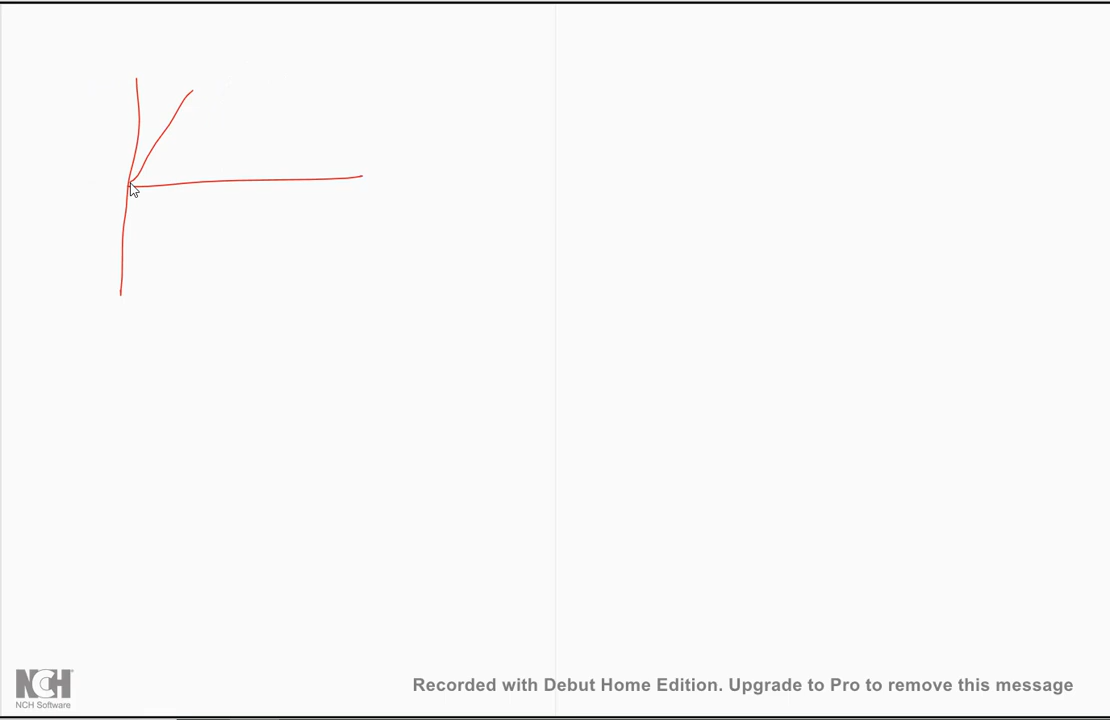 NCH
NCH Software
Recorded with Debut Home Edition. Upgrade to Pro to remove this message